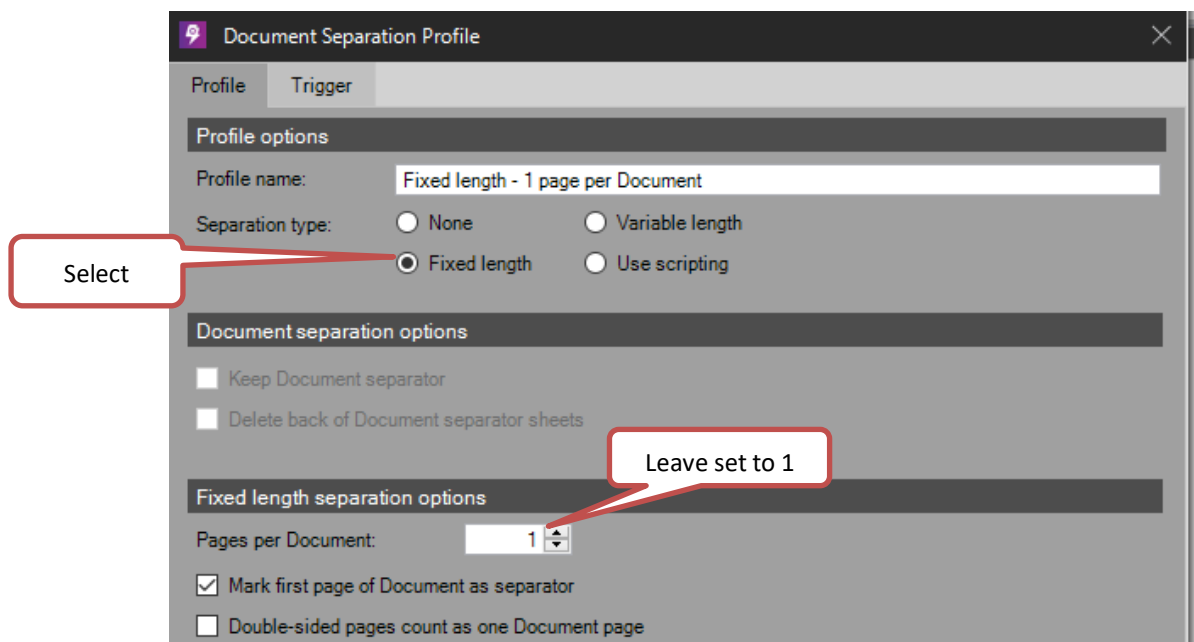 Document Separation Profile
Profile Trigger
Profile options
Profile name: Fixed length - 1 page per Document
Separation type: None Variable length
Select
Fixed length Use scripting
Document separation options
Keep Document separator
Delete back of Document separator sheets
Leave set to 1
Fixed length separation options
Pages per Document: 1
Mark first page of Document as separator
Double-sided pages count as one Document page